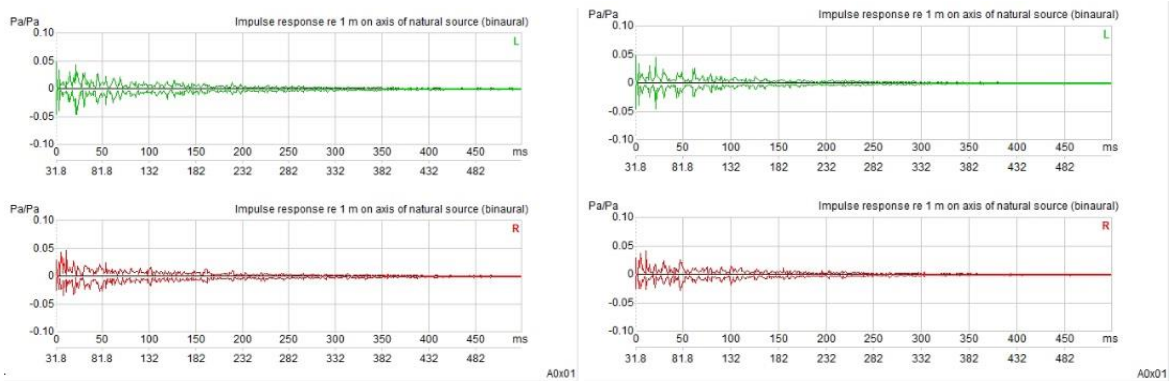 Pa/Pa Impulse response re 1 m on axis of natural source (binaural)
0.10
L
0.05
0
-0.05
-0.10
0 50 100 150 200 250 300 350 400 450 ms
31.8 81.8 132 182 232 282 332 382 432 482
Pa/Pa Impulse response re 1 m on axis of natural source (binaural)
0.10
R
0.05
0
-0.05
-0.10
0 50 100 150 200 250 300 350 400 450 ms
31.8 81.8 132 182 232 282 332 382 432 482
A0x01
Pa/Pa Impulse response re 1 m on axis of natural source (binaural)
0.10
L
0.05
0
-0.05
-0.10
0 50 100 150 200 250 300 350 400 450 ms
31.8 81.8 132 182 232 282 332 382 432 482
Pa/Pa Impulse response re 1 m on axis of natural source (binaural)
0.10
R
0.05
0
-0.05
-0.10
0 50 100 150 200 250 300 350 400 450 ms
31.8 81.8 132 182 232 282 332 382 432 482
A0x01